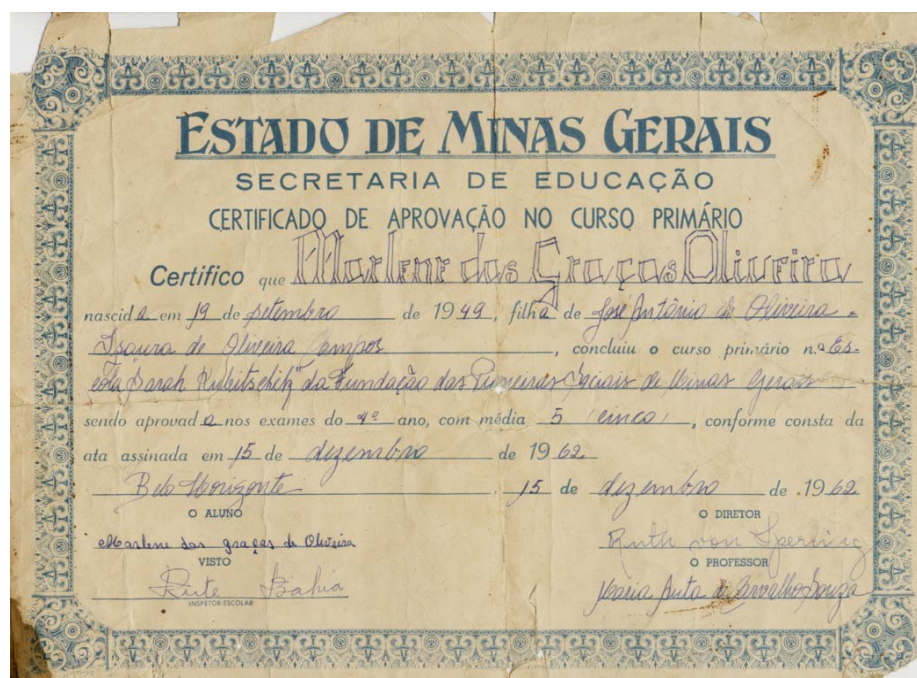 ESTADO DE MINAS GERAIS
SECRETARIA DE EDUCAÇÃO
CERTIFICADO DE APROVAÇÃO NO CURSO PRIMÁRIO
Certifico que Marlene das Graças Oliveira
nascida em 19 de setembro de 1949, filha de José Antônio de Oliveira e
Isaura de Oliveira Campos, concluiu o curso primário n.a Es-
cola Sarah Kubitschek" da Fundação das Pioneiras Sociais de Minas Gerais
sendo aprovada nos exames do 4º ano, com média 5 (cinco), conforme consta da
ata assinada em 15 de dezembro de 1962
Belo Horizonte, 15 de dezembro de 1962
O ALUNO O DIRETOR
Marlene das graças de Oliveira Ruth von Sperling
VISTO O PROFESSOR
Rute Bahia Maria Auta de Carvalho Souza
INSPETOR ESCOLAR